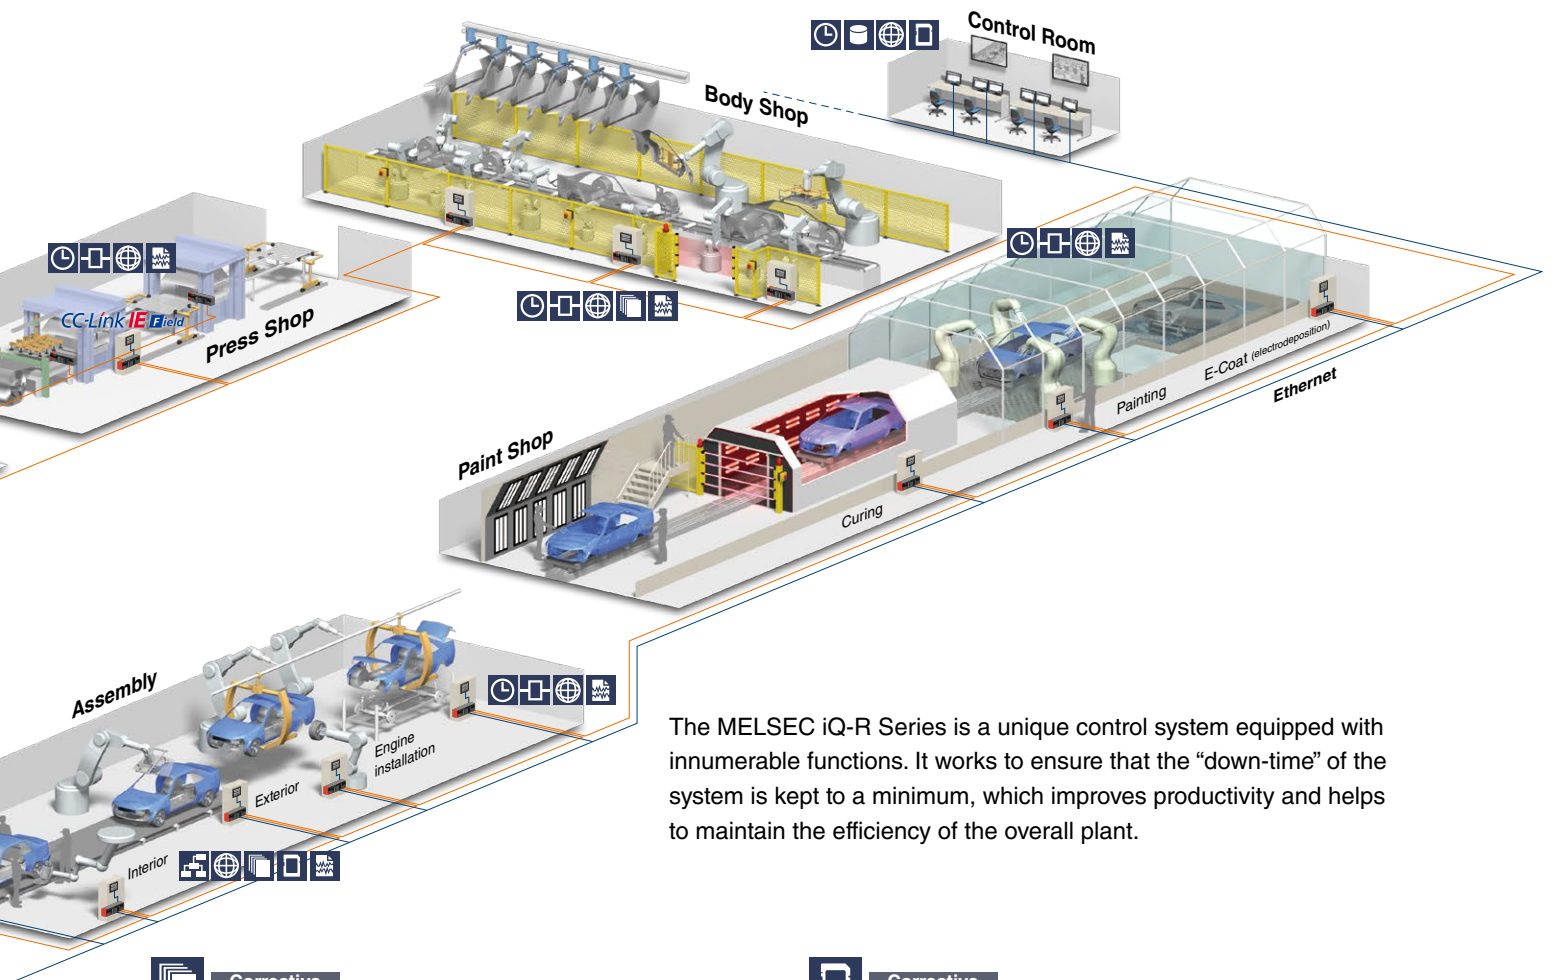 Control Room
Body Shop
CC-Link IE Field
Press Shop
E-Coat (electrodeposition)
Painting
Ethernet
Paint Shop
Curing
Assembly
Engine
installation
Exterior
Interior
The MELSEC iQ-R Series is a unique control system equipped with
innumerable functions. It works to ensure that the “down-time” of the
system is kept to a minimum, which improves productivity and helps
to maintain the efficiency of the overall plant.
Corrective
Corrective